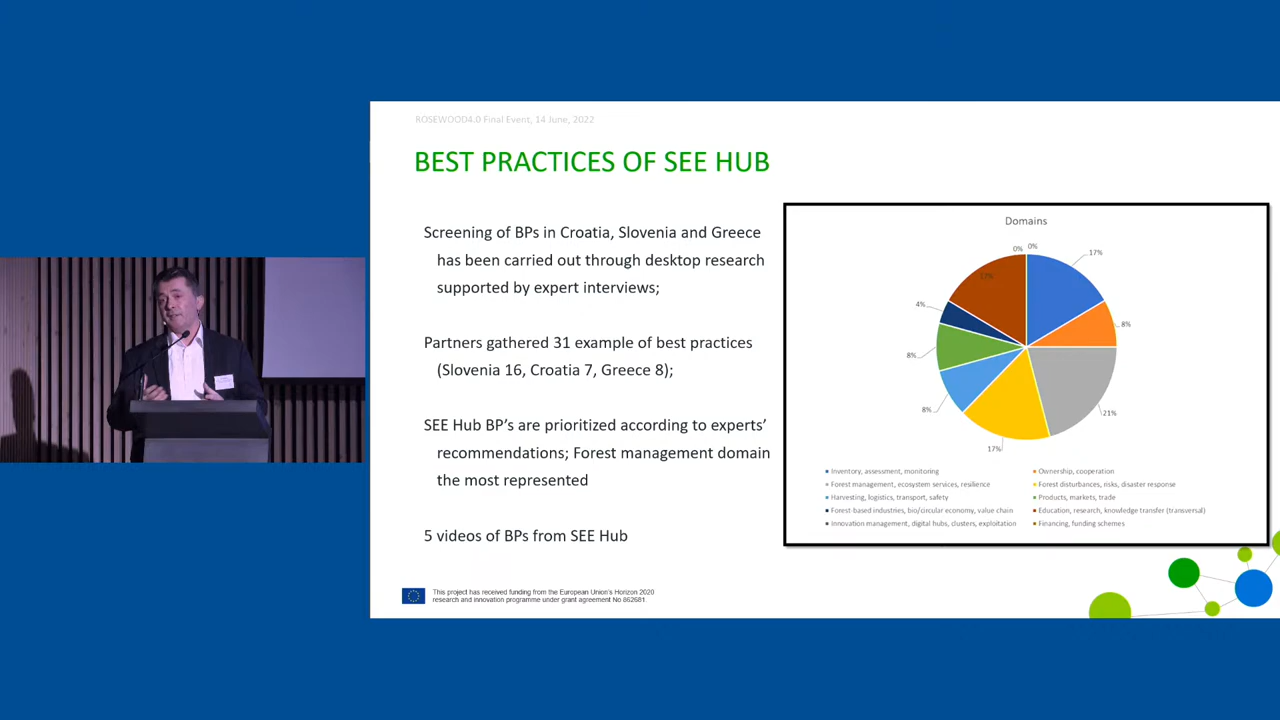 ROSEWOOD4.0 Final Event, 14 June, 2022
BEST PRACTICES OF SEE HUB
Screening of BPs in Croatia, Slovenia and Greece
has been carried out through desktop research
supported by expert interviews;
Partners gathered 31 example of best practices
(Slovenia 16, Croatia 7, Greece 8);
SEE Hub BP's are prioritized according to experts'
recommendations; Forest management domain
the most represented
5 videos of BPs from SEE Hub
Domains
0% 0%
17%
17%
4%
8%
8%
8%
21%
17%
Inventory, assessment, monitoring
Ownership, cooperation
Forest management, ecosystem services, resilience
Forest disturbances, risks, disaster response
Harvesting, logistics, transport, safety
Products, markets, trade
Forest-based industries, bio/circular economy, value chain
Education, research, knowledge transfer (transversal)
Innovation management, digital hubs, clusters, exploitation
Financing, funding schemes
This project has received funding from the European Union's Horizon 2020
research and innovation programme under grant agreement No 862681